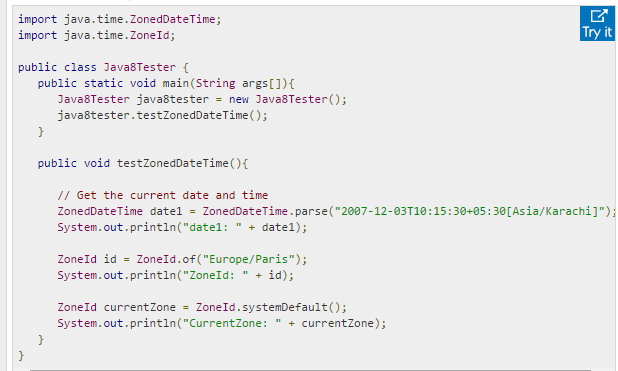 import java.time.ZonedDateTime;
import java.time.ZoneId;
Try it
public class Java8Tester {
   public static void main(String args[]){
      Java8Tester java8tester = new Java8Tester();
      java8tester.testZonedDateTime();
   }
   public void testZonedDateTime(){
      // Get the current date and time
      ZonedDateTime date1 = ZonedDateTime.parse("2007-12-03T10:15:30+05:30[Asia/Karachi]");
      System.out.println("date1: " + date1);
      ZoneId id = ZoneId.of("Europe/Paris");
      System.out.println("ZoneId: " + id);
      ZoneId currentZone = ZoneId.systemDefault();
      System.out.println("CurrentZone: " + currentZone);
   }
}